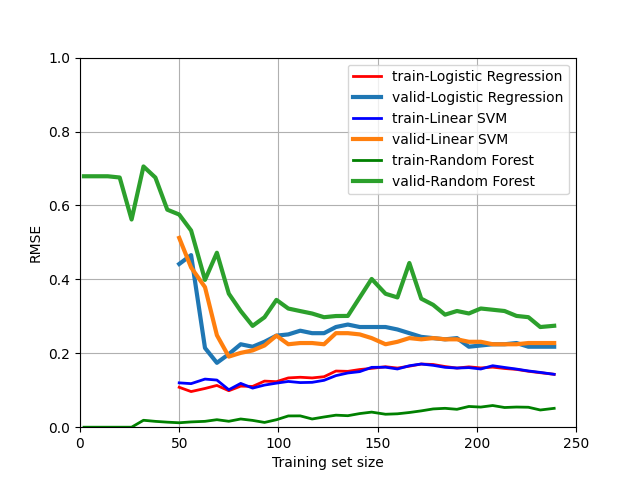 1.0
0.8
0.6
0.4
0.2
0.0
RMSE
train-Logistic Regression
valid-Logistic Regression
train-Linear SVM
valid-Linear SVM
train-Random Forest
valid-Random Forest
0 50 100 150 200 250
Training set size